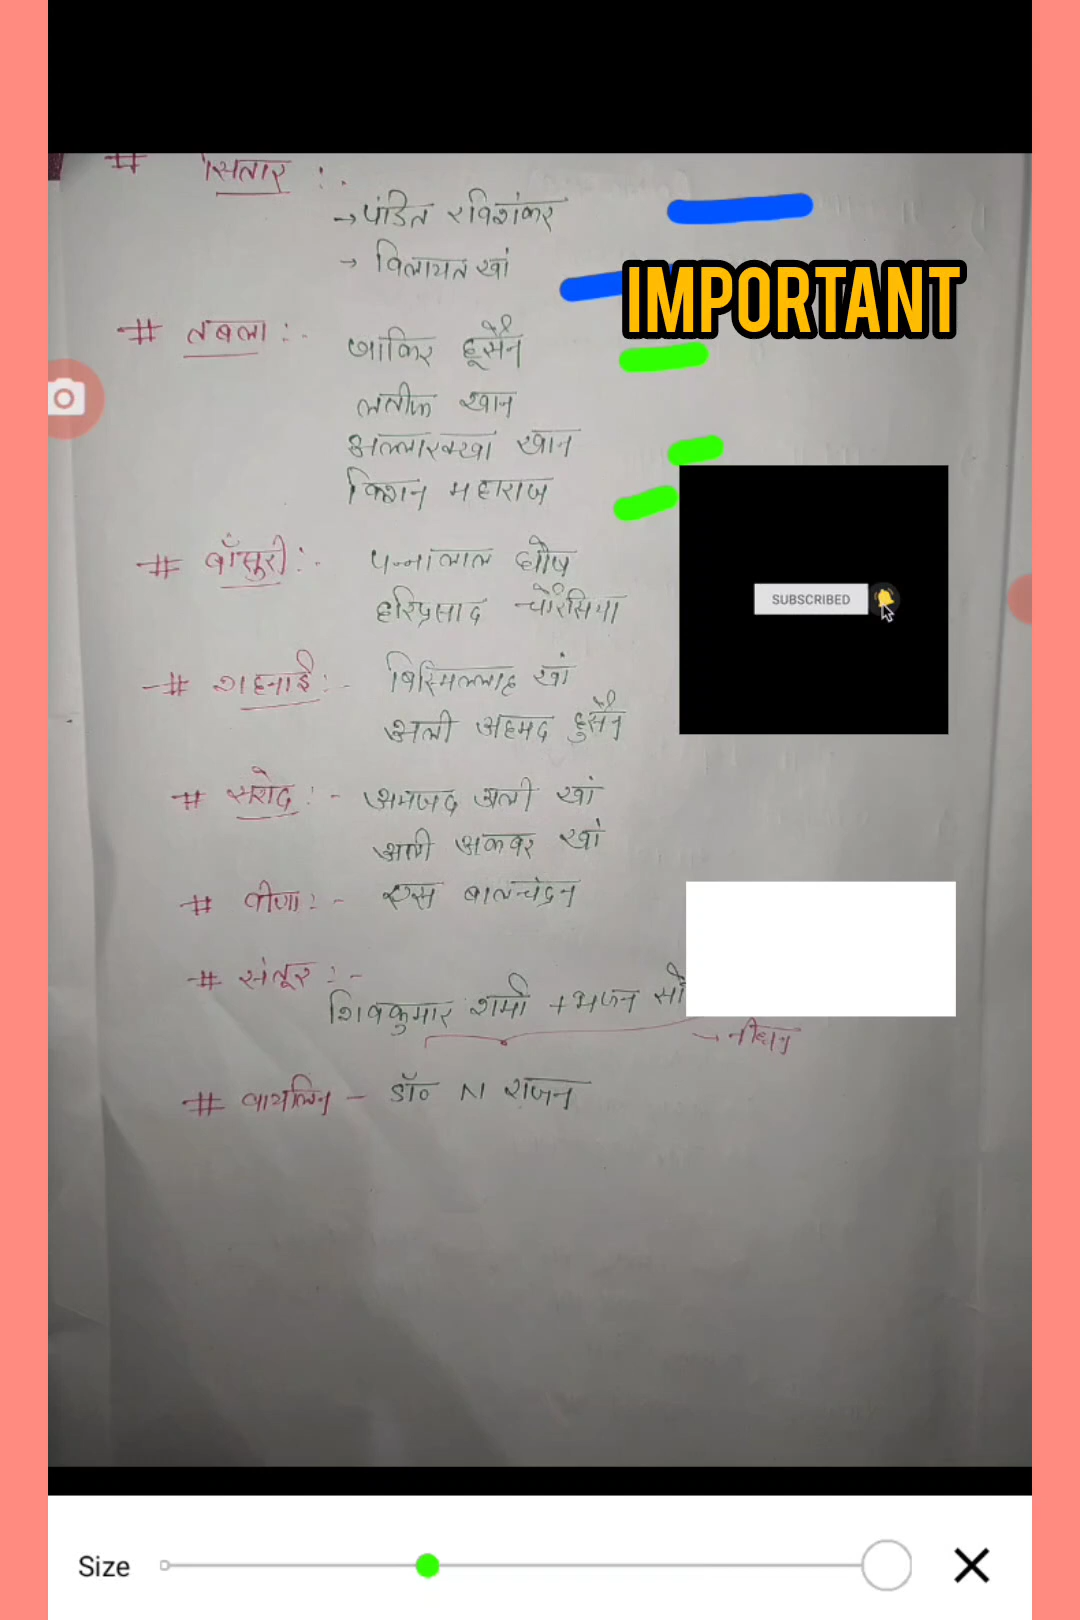 # सितार :-
→ पंडित रविशंकर
→ विलायत खां
IMPORTANT
# तबला :-
जाकिर हूसैन
लतीफ खान
अल्लारक्खा खान
किशन महाराज
# बाँसुरी :-
पन्नालाल घोष
हरिप्रसाद चौरसिया
SUBSCRIBED
# शहनाई :-
बिस्मिल्लाह खां
अली अहमद हुसैन
# सरोद :-
अमजद अली खां
अली अकबर खां
# वीणा :- एस बालचंद्रन
# संतूर :-
शिवकुमार शर्मा + भजन सो
→ नीधन
# वायलिन - डॉ० N राजन
Size